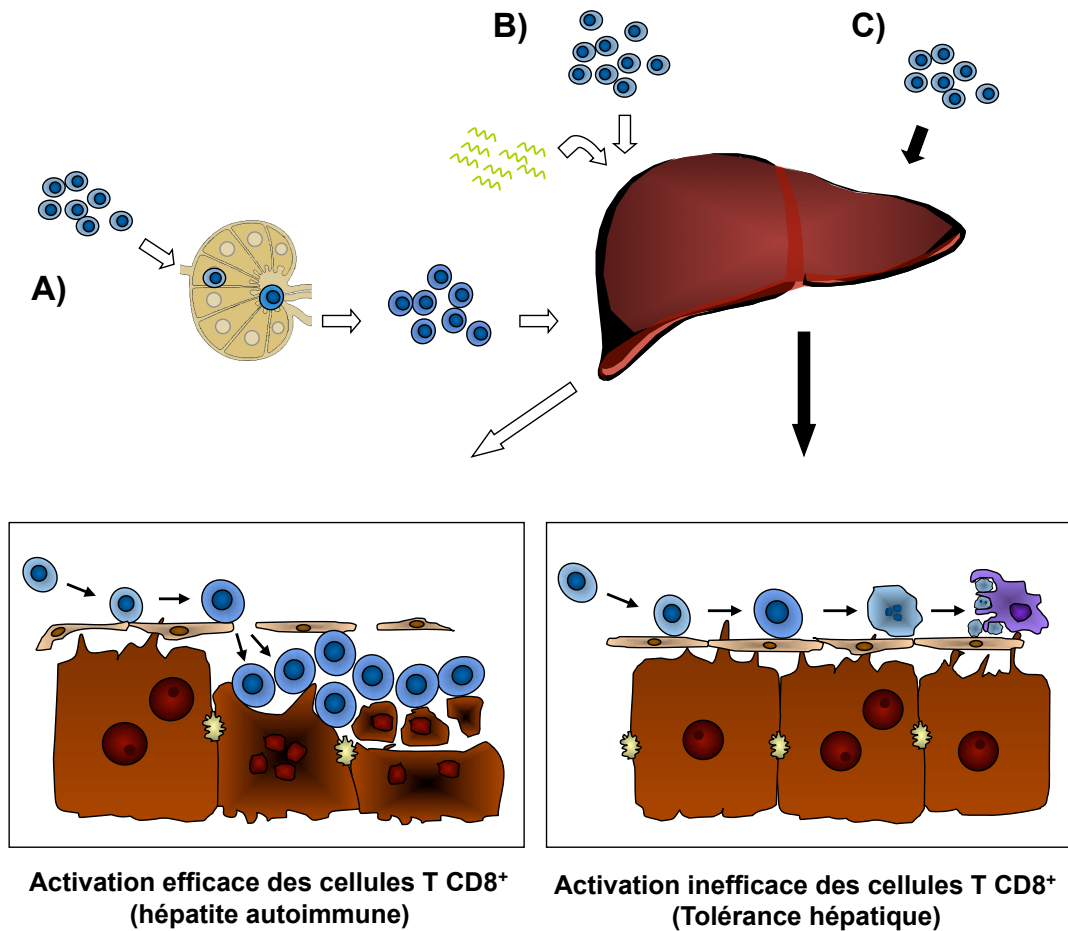 B)
C)
A)
Activation efficace des cellules T CD8⁺
(hépatite autoimmune)
Activation inefficace des cellules T CD8⁺
(Tolérance hépatique)